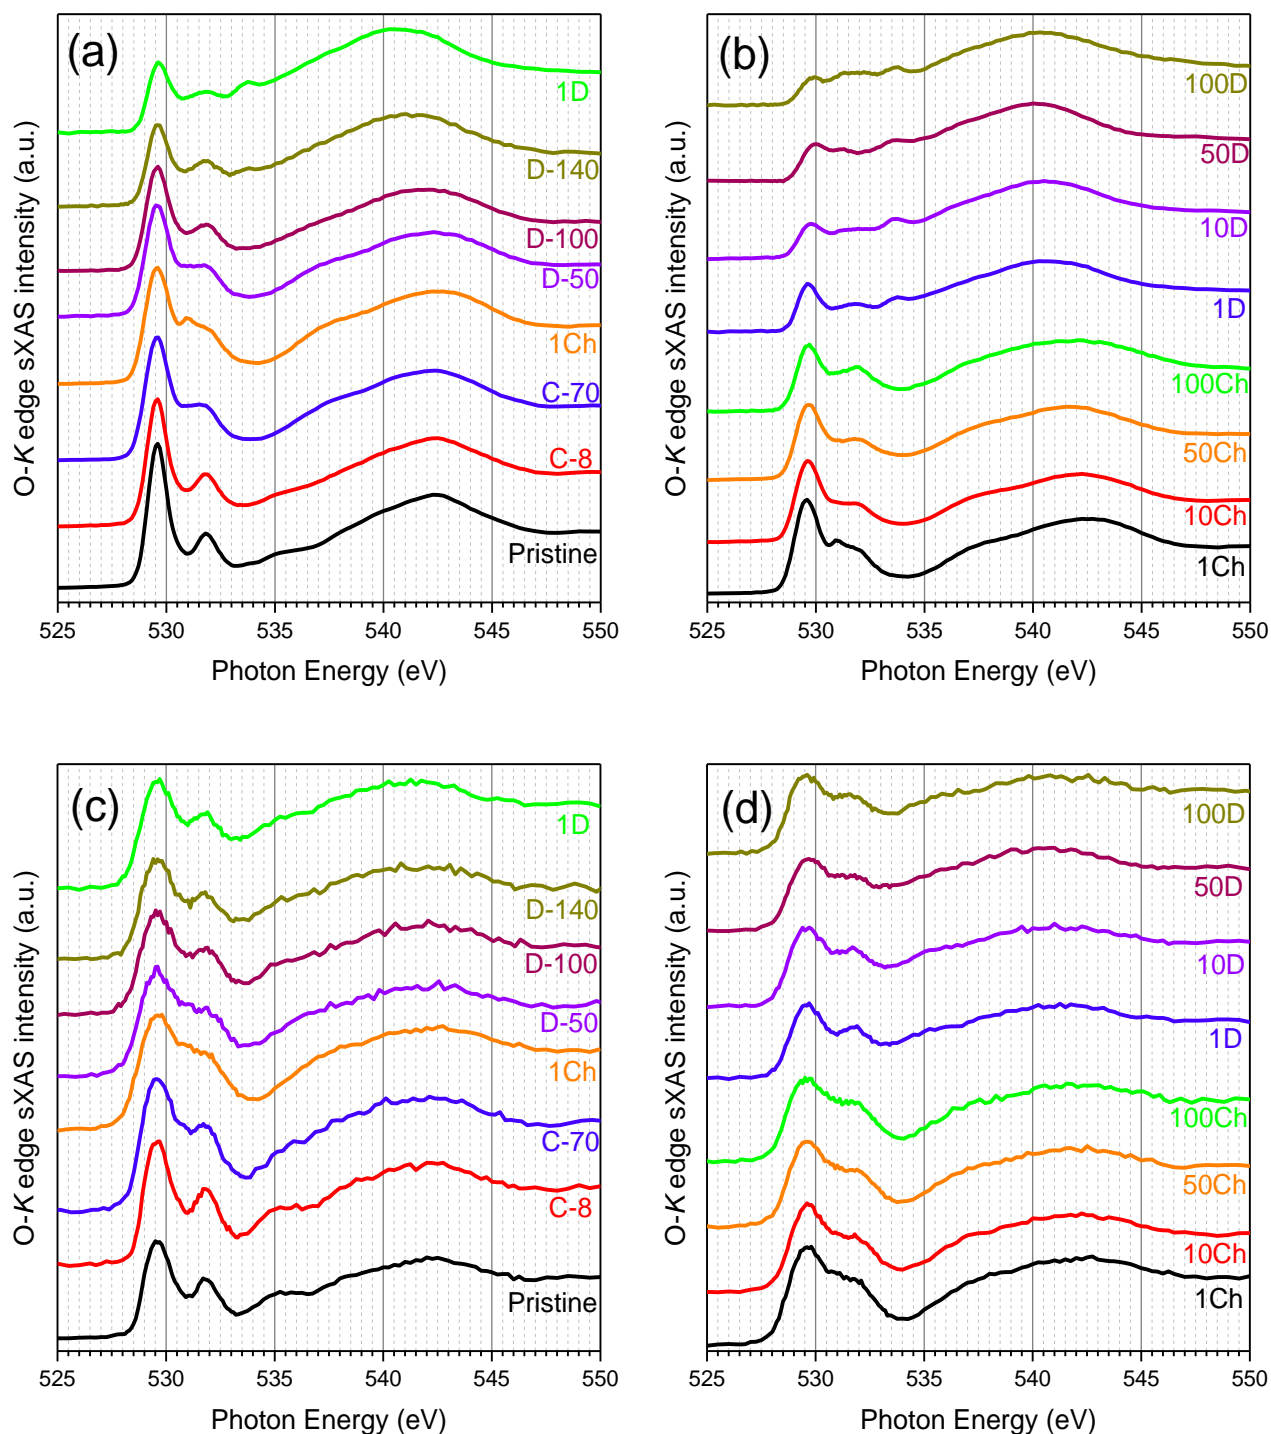 (a)
1D
D-140
D-100
D-50
1Ch
C-70
C-8
Pristine
O-K edge sXAS intensity (a.u.)
525 530 535 540 545 550
Photon Energy (eV)
(b)
100D
50D
10D
1D
100Ch
50Ch
10Ch
1Ch
O-K edge sXAS intensity (a.u.)
525 530 535 540 545 550
Photon Energy (eV)
(c)
1D
D-140
D-100
D-50
1Ch
C-70
C-8
Pristine
O-K edge sXAS intensity (a.u.)
525 530 535 540 545 550
Photon Energy (eV)
(d)
100D
50D
10D
1D
100Ch
50Ch
10Ch
1Ch
O-K edge sXAS intensity (a.u.)
525 530 535 540 545 550
Photon Energy (eV)